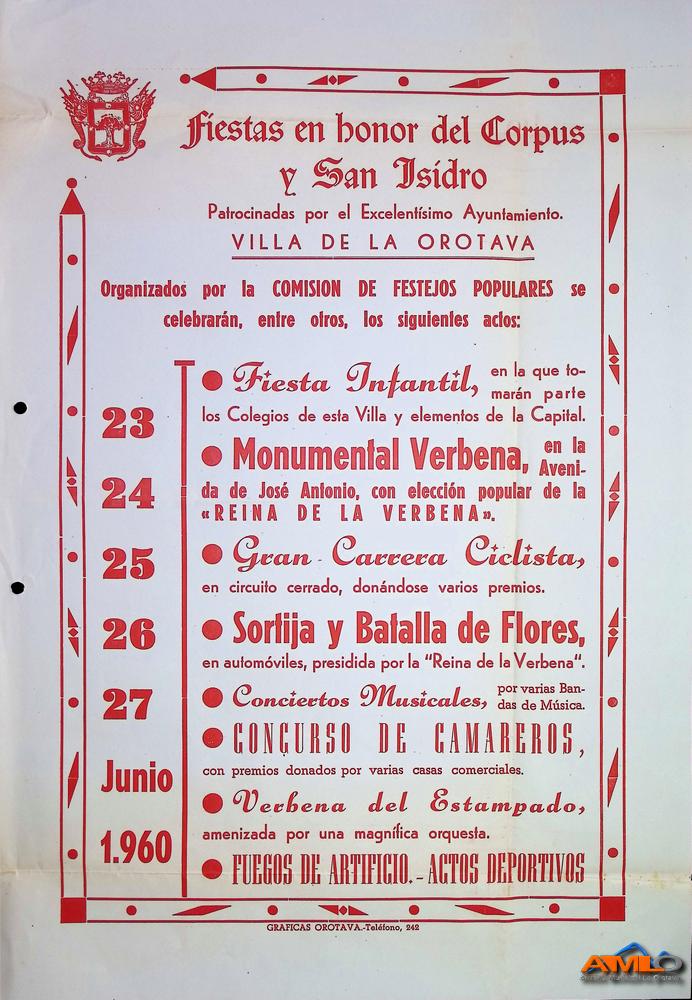 Fiestas en honor del Corpus
y San Isidro
Patrocinadas por el Excelentísimo Ayuntamiento.
VILLA DE LA OROTAVA
Organizados por la COMISION DE FESTEJOS POPULARES se
celebrarán, entre otros, los siguientes actos:
23
24
25
26
27
Junio
1.960
● Fiesta Infantil, en la que to-
marán parte
los Colegios de esta Villa y elementos de la Capital.
● Monumental Verbena, en la
Aveni-
da de José Antonio, con elección popular de la
«REINA DE LA VERBENA».
● Gran Carrera Ciclista,
en circuito cerrado, donándose varios premios.
● Sortija y Batalla de Flores,
en automóviles, presidida por la "Reina de la Verbena".
● Conciertos Musicales, por varias Ban-
das de Música.
● CONCURSO DE CAMAREROS,
con premios donados por varias casas comerciales.
● Verbena del Estampado,
amenizada por una magnífica orquesta.
● FUEGOS DE ARTIFICIO.- ACTOS DEPORTIVOS
GRAFICAS OROTAVA.-Teléfono, 242
AMLO